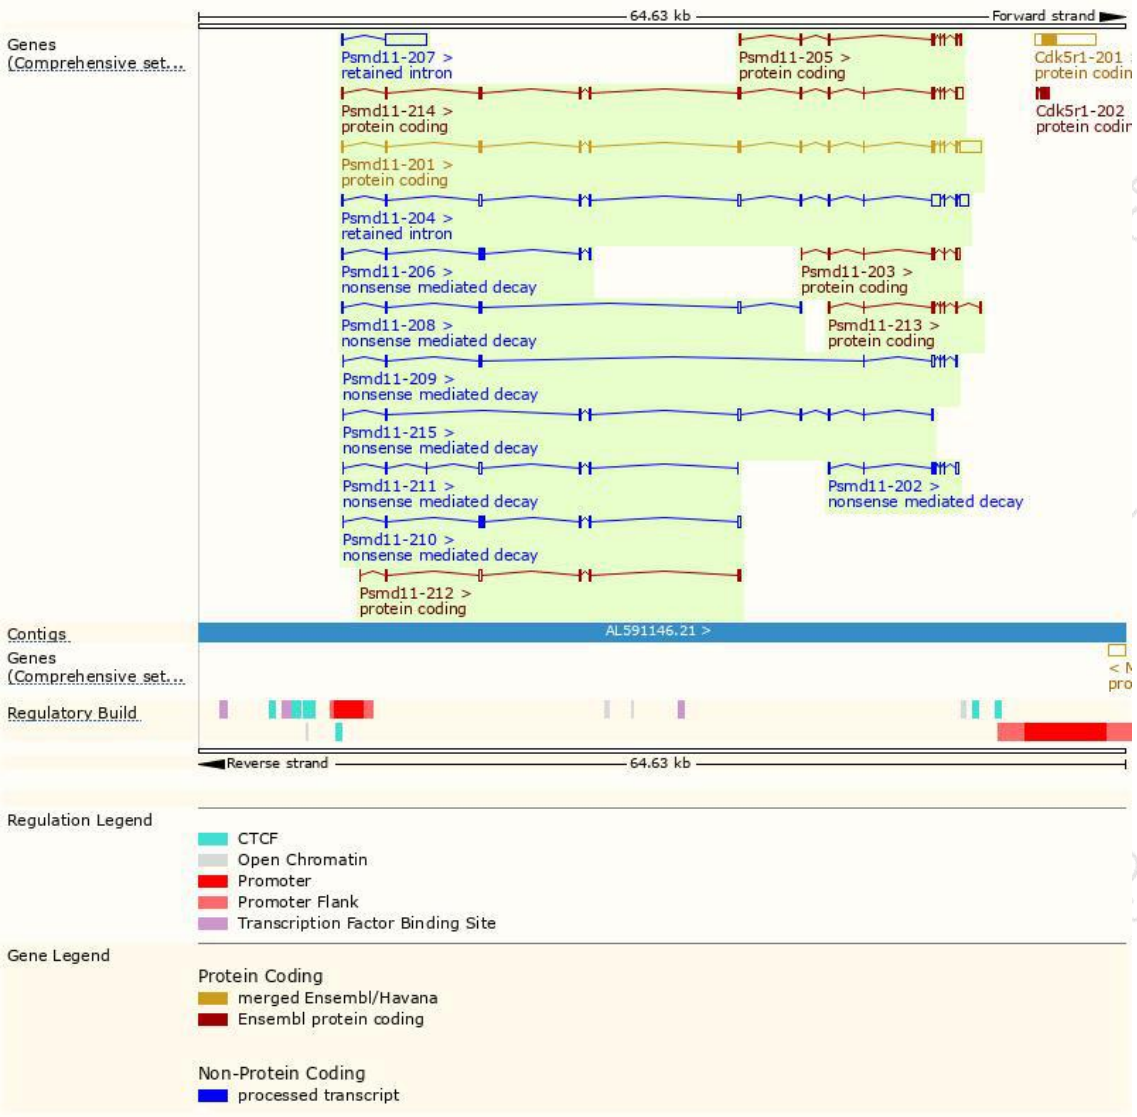 64.63 kb
Forward strand
Genes
(Comprehensive set...
Psmd11-207 >
retained intron
Psmd11-205 >
protein coding
Cdk5r1-201
protein codin
Psmd11-214 >
protein coding
Cdk5r1-202
protein codin
Psmd11-201 >
protein coding
Psmd11-204 >
retained intron
Psmd11-206 >
nonsense mediated decay
Psmd11-203 >
protein coding
Psmd11-208 >
nonsense mediated decay
Psmd11-213 >
protein coding
Psmd11-209 >
nonsense mediated decay
Psmd11-215 >
nonsense mediated decay
Psmd11-211 >
nonsense mediated decay
Psmd11-202 >
nonsense mediated decay
Psmd11-210 >
nonsense mediated decay
Psmd11-212 >
protein coding
Contigs
AL591146.21 >
Genes
(Comprehensive set...
<
pro
Regulatory Build
Reverse strand
64.63 kb
Regulation Legend
CTCF
Open Chromatin
Promoter
Promoter Flank
Transcription Factor Binding Site
Gene Legend
Protein Coding
merged Ensembl/Havana
Ensembl protein coding
Non-Protein Coding
processed transcript